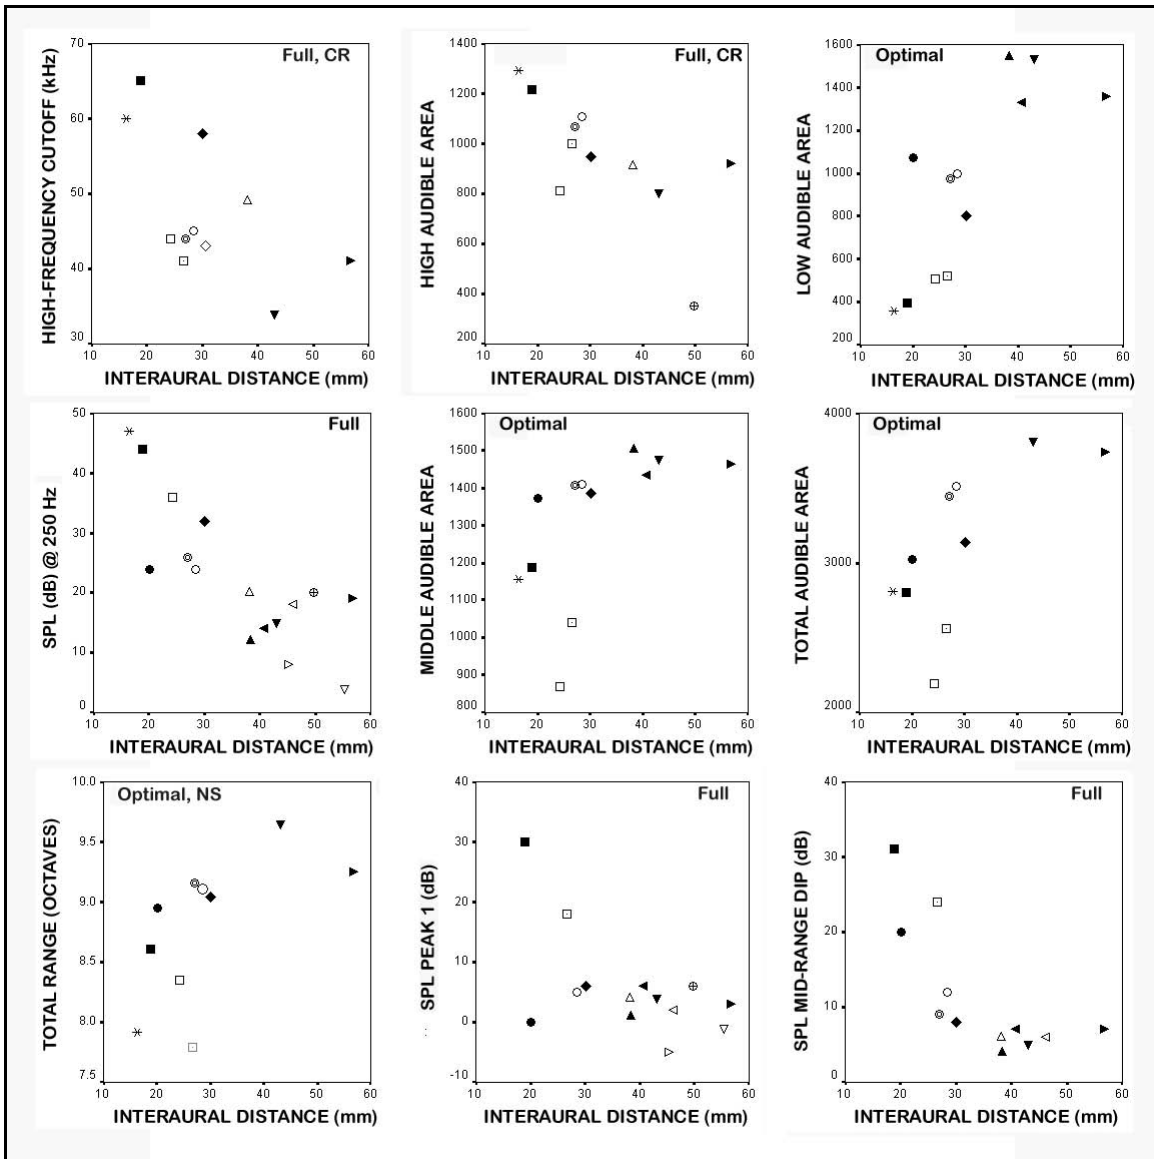 Full, CR
HIGH-FREQUENCY CUTOFF (kHz)
70
60
50
40
30
10 20 30 40 50 60
INTERAURAL DISTANCE (mm)
Full, CR
HIGH AUDIBLE AREA
1400
1200
1000
800
600
400
200
10 20 30 40 50 60
INTERAURAL DISTANCE (mm)
Optimal
LOW AUDIBLE AREA
1600
1400
1200
1000
800
600
400
200
10 20 30 40 50 60
INTERAURAL DISTANCE (mm)
Full
SPL (dB) @ 250 Hz
50
40
30
20
10
0
10 20 30 40 50 60
INTERAURAL DISTANCE (mm)
Optimal
MIDDLE AUDIBLE AREA
1600
1500
1400
1300
1200
1100
1000
900
800
10 20 30 40 50 60
INTERAURAL DISTANCE (mm)
Optimal
TOTAL AUDIBLE AREA
4000
3000
2000
10 20 30 40 50 60
INTERAURAL DISTANCE (mm)
Optimal, NS
TOTAL RANGE (OCTAVES)
10.0
9.5
9.0
8.5
8.0
7.5
10 20 30 40 50 60
INTERAURAL DISTANCE (mm)
Full
SPL PEAK 1 (dB)
40
30
20
10
0
-10
10 20 30 40 50 60
INTERAURAL DISTANCE (mm)
Full
SPL MID-RANGE DIP (dB)
40
30
20
10
0
10 20 30 40 50 60
INTERAURAL DISTANCE (mm)